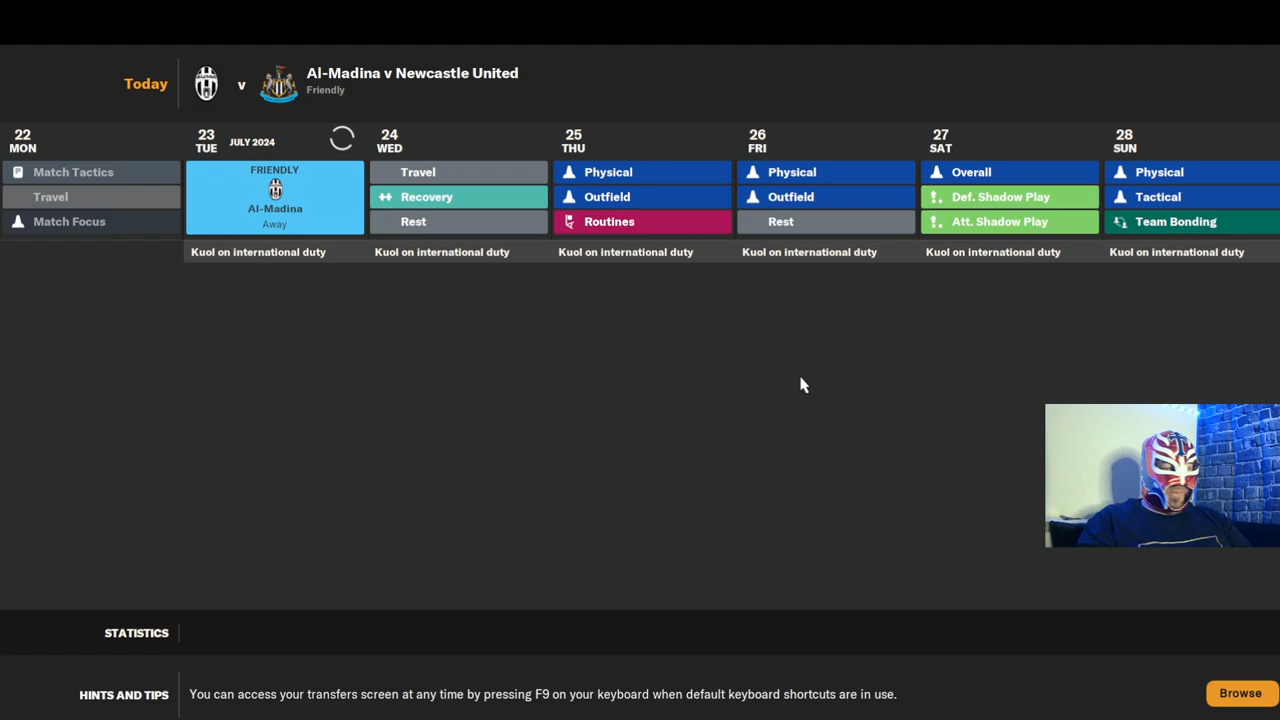 Today
v
Al-Madina v Newcastle United
Friendly
22 MON
23 TUE JULY 2024
24 WED
25 THU
26 FRI
27 SAT
28 SUN
Match Tactics
Travel
Match Focus
FRIENDLY
Al-Madina
Away
Travel
Recovery
Rest
Physical
Outfield
Routines
Physical
Outfield
Rest
Overall
Def. Shadow Play
Att. Shadow Play
Physical
Tactical
Team Bonding
Kuol on international duty
Kuol on international duty
Kuol on international duty
Kuol on international duty
Kuol on international duty
Kuol on international duty
STATISTICS
HINTS AND TIPS
You can access your transfers screen at any time by pressing F9 on your keyboard when default keyboard shortcuts are in use.
Browse